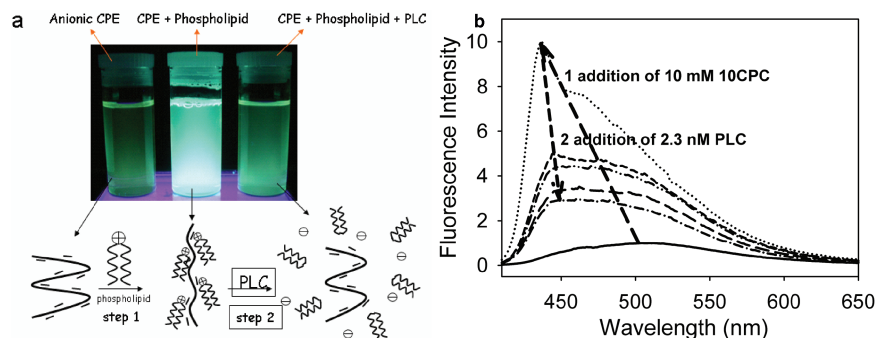 a
Anionic CPE
CPE + Phospholipid
CPE + Phospholipid + PLC
phospholipid
step 1
PLC
step 2
b
Fluorescence Intensity
10
8
6
4
2
0
1 addition of 10 mM 10CPC
2 addition of 2.3 nM PLC
450
500
550
600
650
Wavelength (nm)